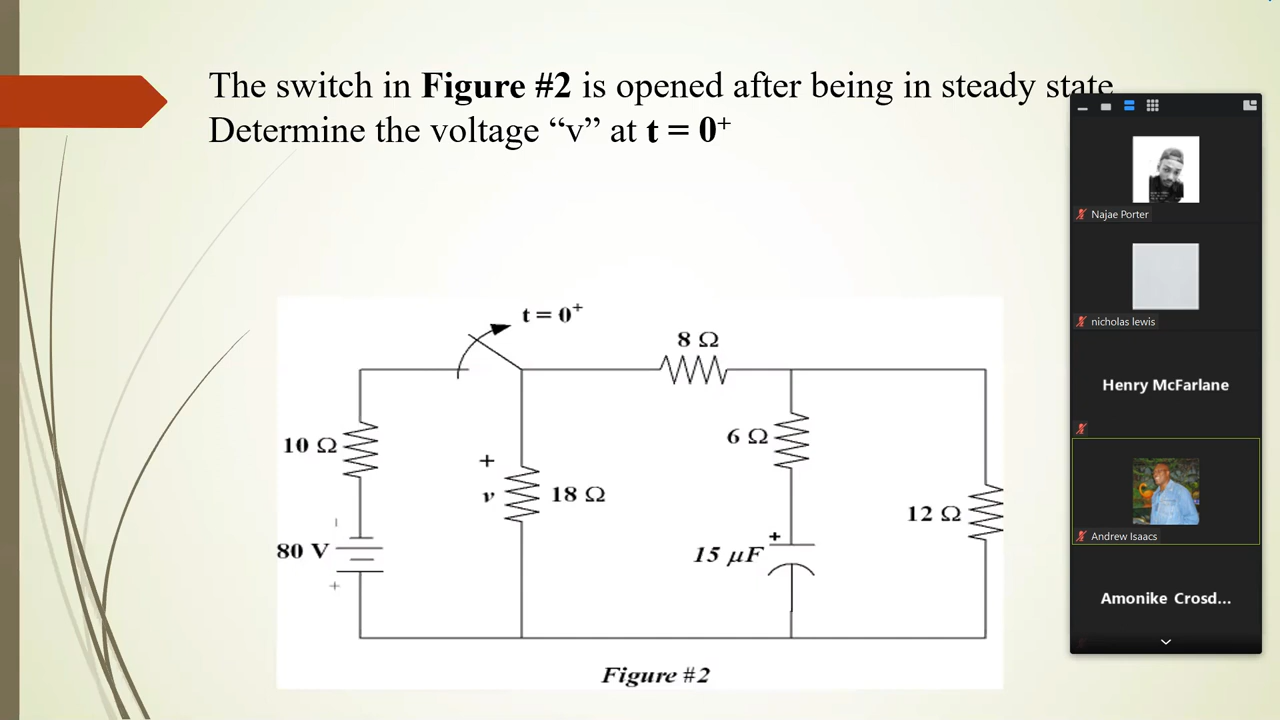 The switch in Figure #2 is opened after being in steady state
Determine the voltage “v” at t = 0⁺
t = 0⁺
8 Ω
10 Ω
6 Ω
+
v
18 Ω
12 Ω
80 V
+
+
15 μF
Figure #2
Najae Porter
nicholas lewis
Henry McFarlane
Andrew Isaacs
Amonike Crosd...